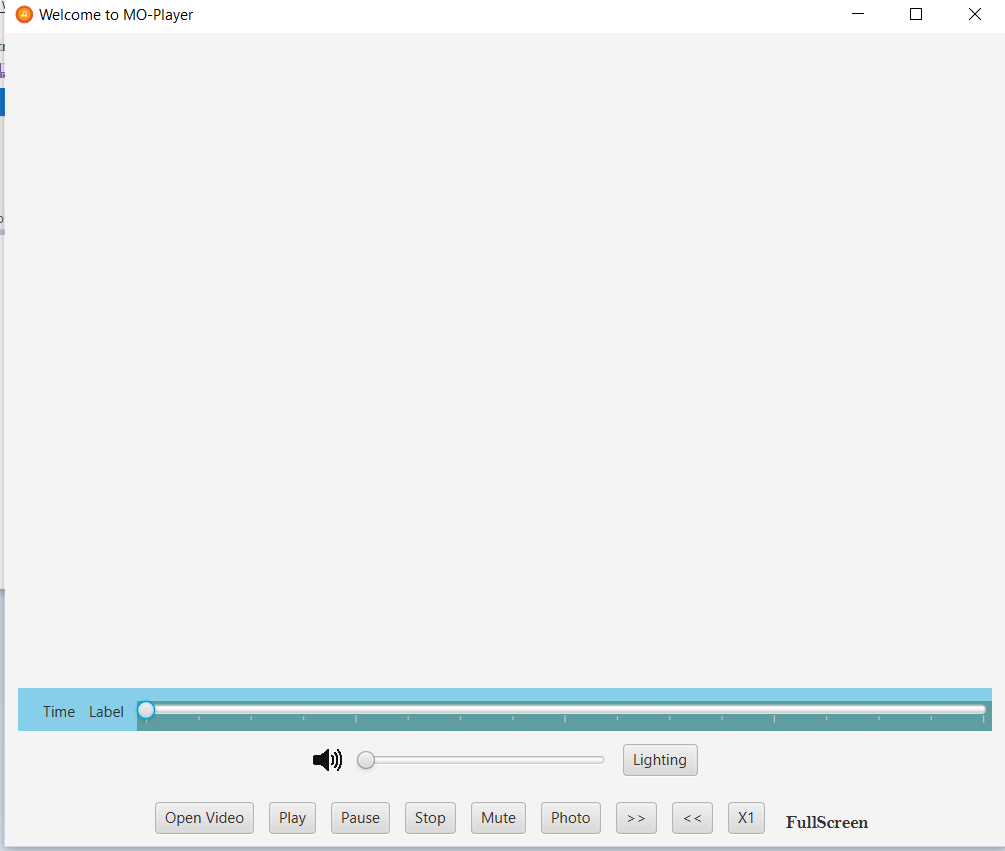 Welcome to MO-Player
Time Label
Lighting
Open Video Play Pause Stop Mute Photo >> << X1 FullScreen